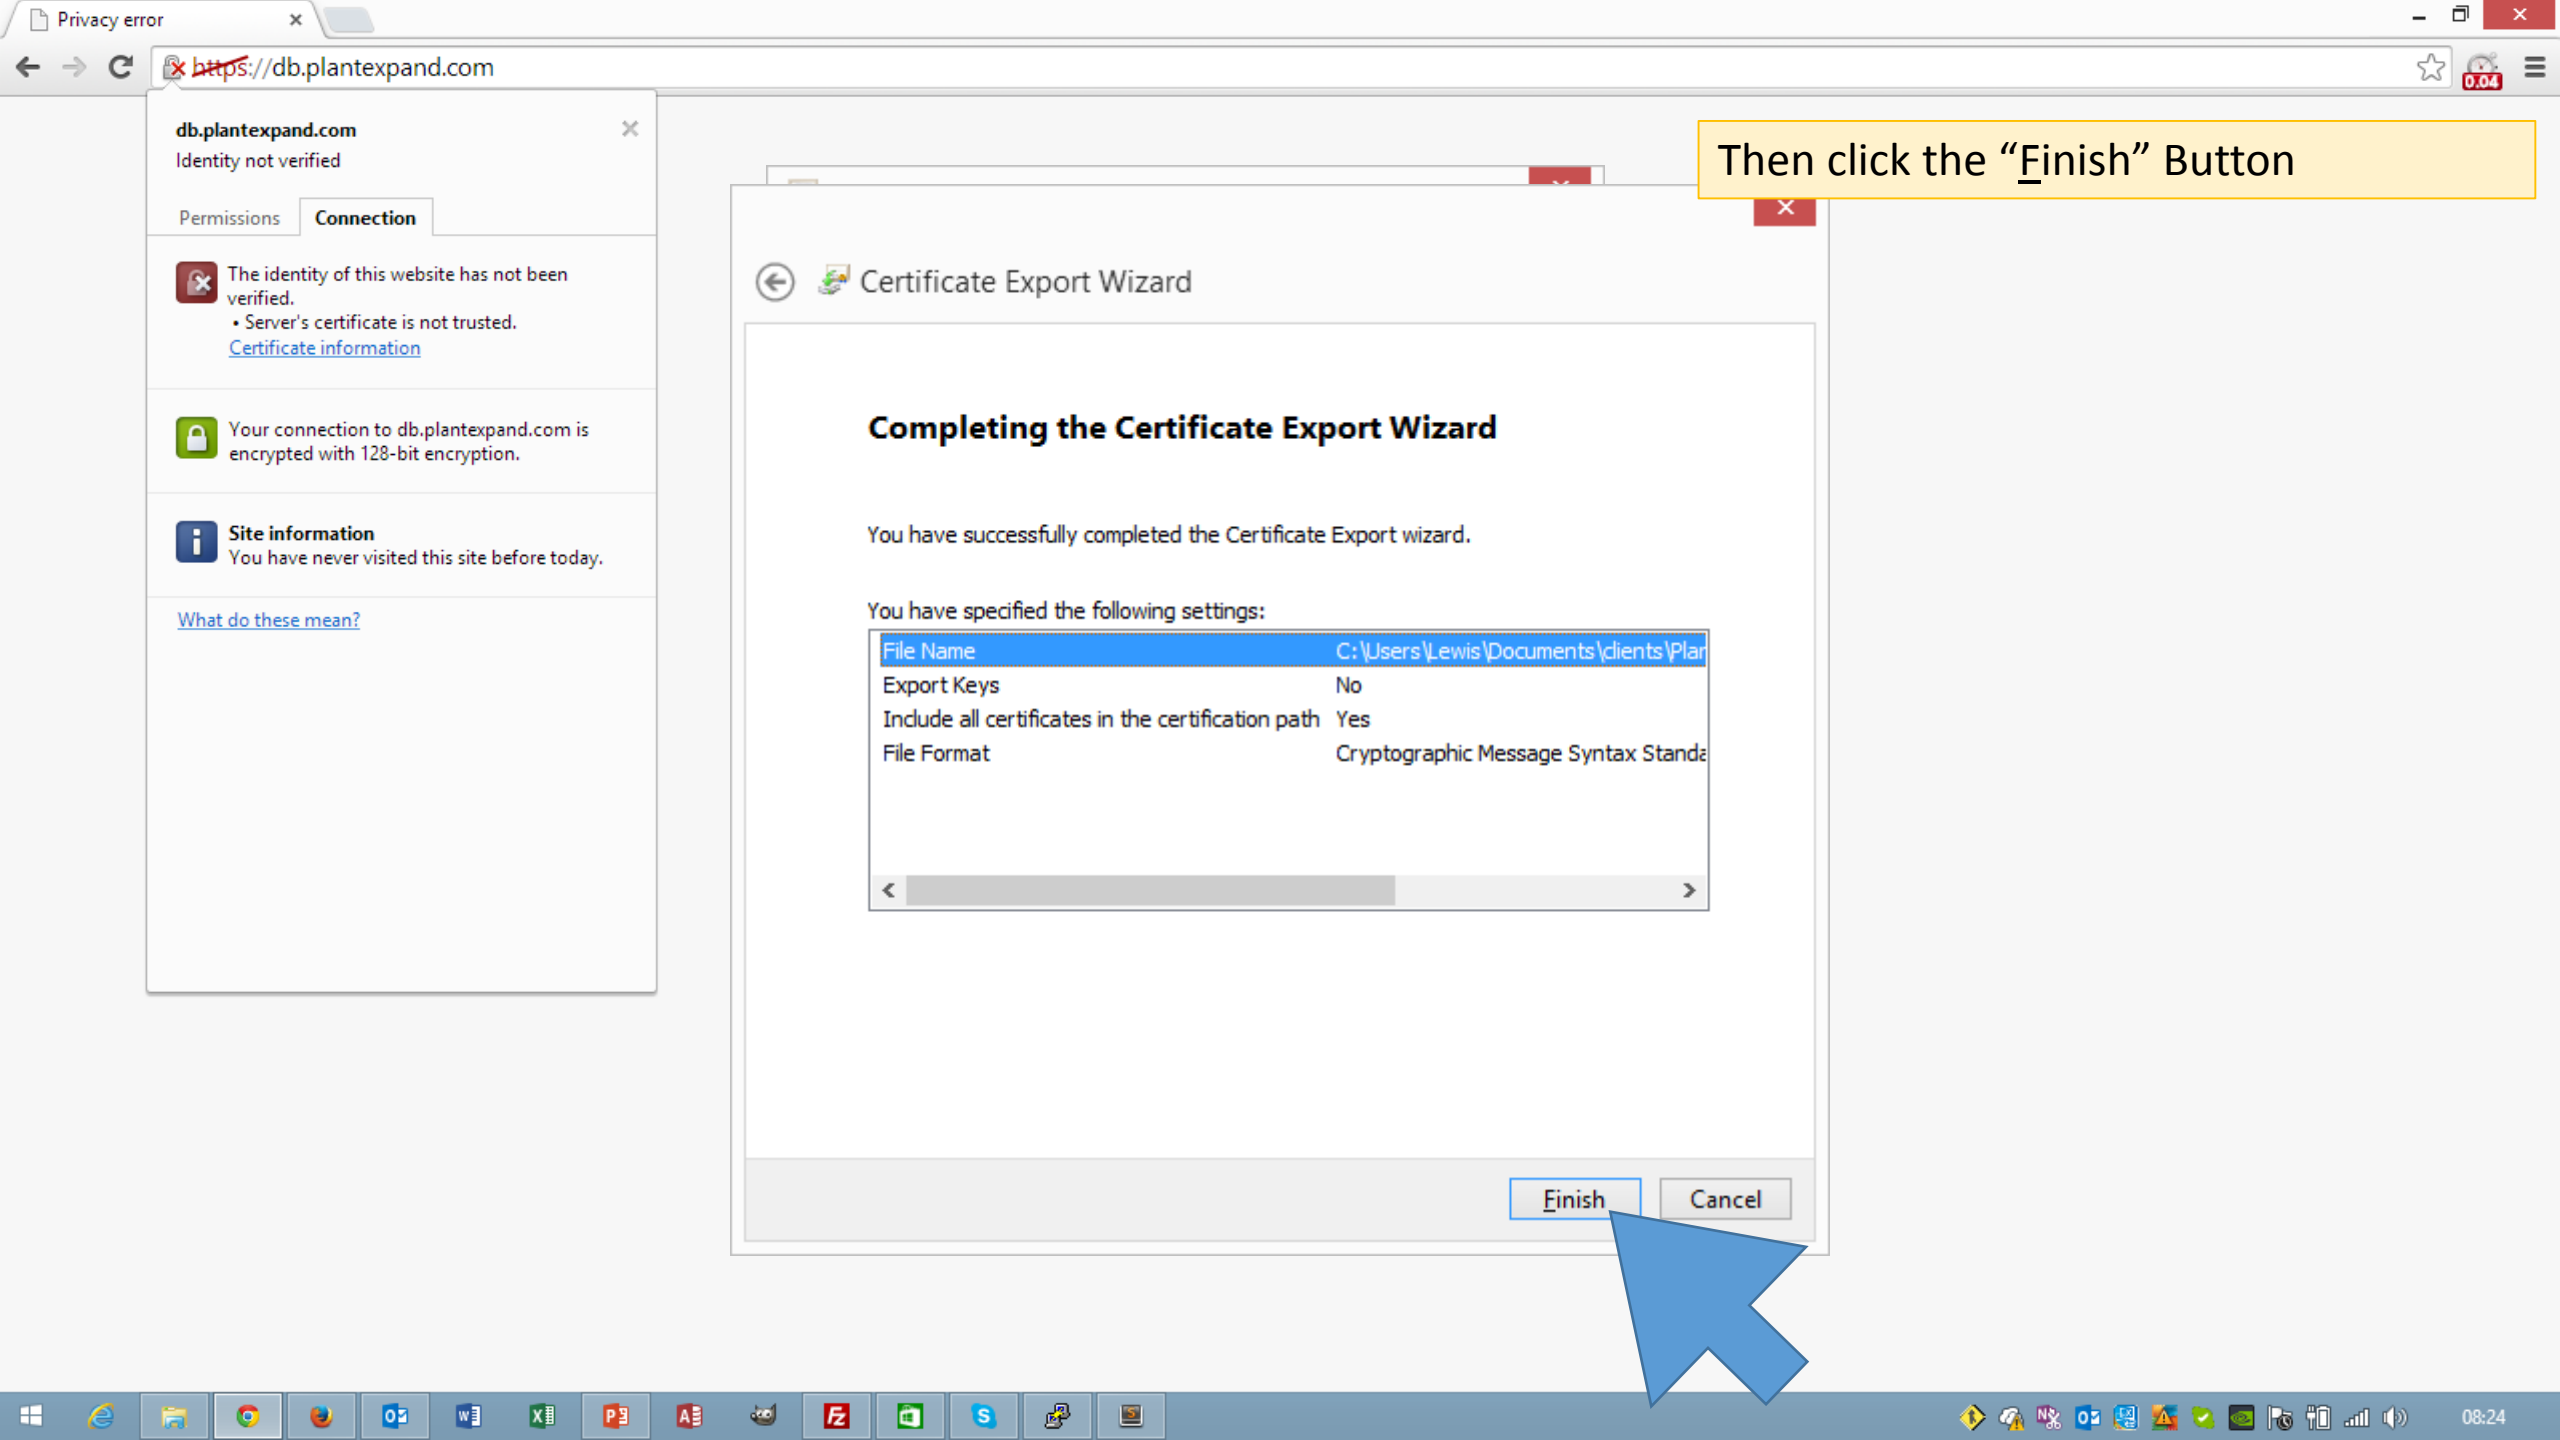 Privacy error
https://db.plantexpand.com
0.04
db.plantexpand.com
Identity not verified
Permissions
Connection
The identity of this website has not been
verified.
• Server's certificate is not trusted.
Certificate information
Your connection to db.plantexpand.com is
encrypted with 128-bit encryption.
Site information
You have never visited this site before today.
What do these mean?
Then click the “Finish” Button
Certificate Export Wizard
Completing the Certificate Export Wizard
You have successfully completed the Certificate Export wizard.
You have specified the following settings:
File Name C:\Users\Lewis\Documents\clients\Plan
Export Keys No
Include all certificates in the certification path Yes
File Format Cryptographic Message Syntax Standa
Finish
Cancel
08:24